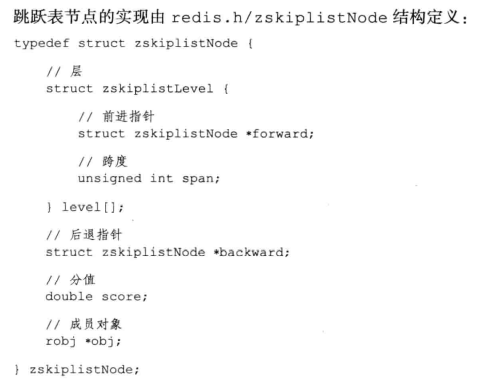 跳跃表节点的实现由 redis.h/zskiplistNode 结构定义：
typedef struct zskiplistNode {
// 层
struct zskiplistLevel {
// 前进指针
struct zskiplistNode *forward;
// 跨度
unsigned int span;
} level[];
// 后退指针
struct zskiplistNode *backward;
// 分值
double score;
// 成员对象
robj *obj;
} zskiplistNode;